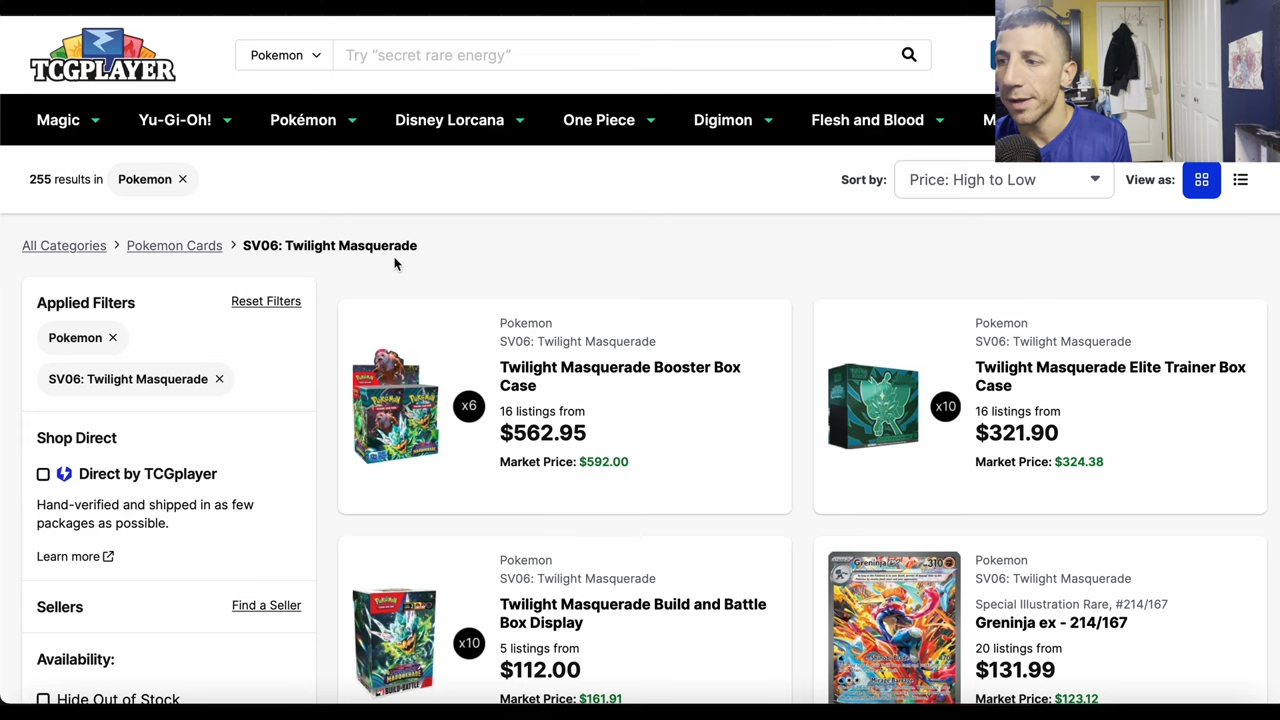 TCGPLAYER
Pokemon
Try “secret rare energy”
Magic
Yu-Gi-Oh!
Pokémon
Disney Lorcana
One Piece
Digimon
Flesh and Blood
M
255 results in
Pokemon ×
Sort by:
Price: High to Low
View as:
All Categories > Pokemon Cards > SV06: Twilight Masquerade
Applied Filters
Reset Filters
Pokemon ×
SV06: Twilight Masquerade ×
Shop Direct
Direct by TCGplayer
Hand-verified and shipped in as few
packages as possible.
Learn more
Sellers
Find a Seller
Availability:
Hide Out of Stock
x6
Pokemon
SV06: Twilight Masquerade
Twilight Masquerade Booster Box
Case
16 listings from
$562.95
Market Price: $592.00
x10
Pokemon
SV06: Twilight Masquerade
Twilight Masquerade Elite Trainer Box
Case
16 listings from
$321.90
Market Price: $324.38
x10
Pokemon
SV06: Twilight Masquerade
Twilight Masquerade Build and Battle
Box Display
5 listings from
$112.00
Market Price: $161.91
Greninja ex
310
Pokemon
SV06: Twilight Masquerade
Special Illustration Rare, #214/167
Greninja ex - 214/167
20 listings from
$131.99
Market Price: $123.12